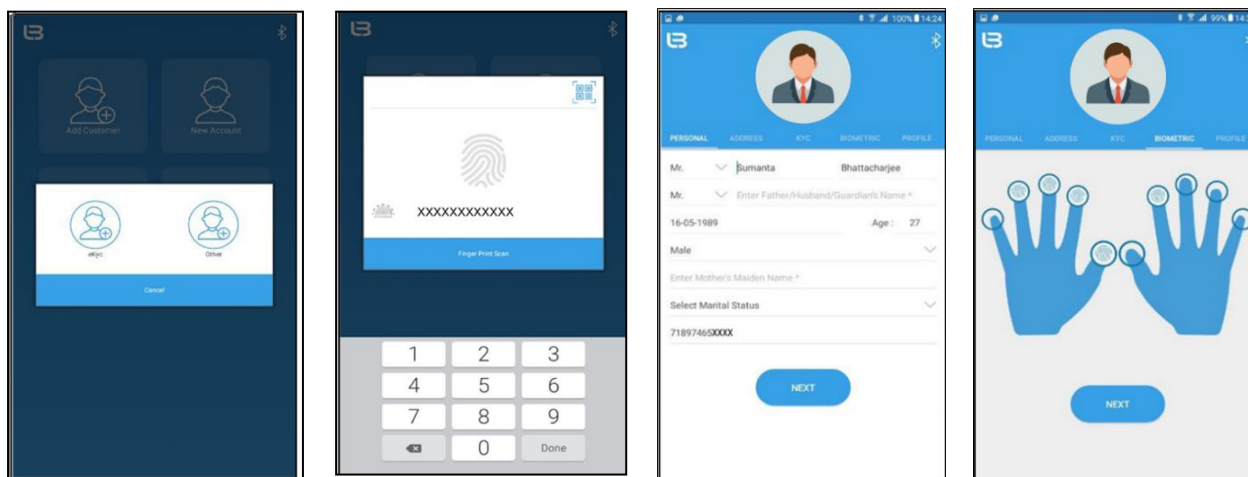 Add Customer New Account
eKyc Other
Cancel
XXXXXXXXXXXX
Finger Print Scan
1 2 3
4 5 6
7 8 9
0 Done
100% 14:24
PERSONAL ADDRESS KYC BIOMETRIC PROFILE
Mr. Sumanta Bhattacharjee
Mr. Enter Father/Husband/Guardian's Name *
16-05-1989 Age : 27
Male
Enter Mother's Maiden Name *
Select Marital Status
71897465XXXX
NEXT
99%
PERSONAL ADDRESS KYC BIOMETRIC PROFILE
NEXT